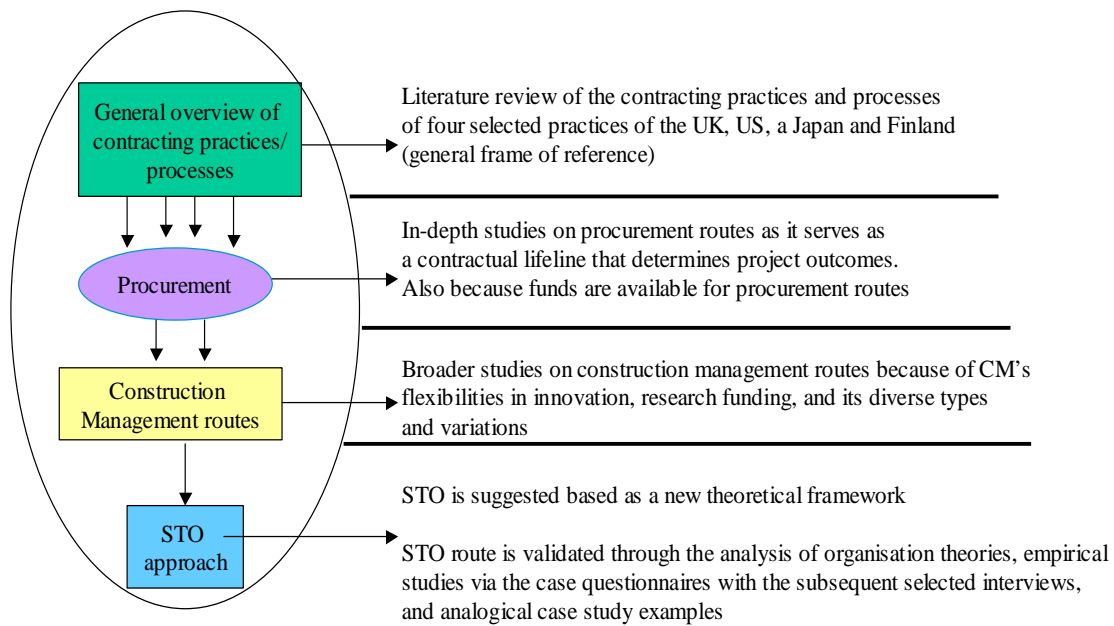 General overview of
contracting practices/
processes
Literature review of the contracting practices and processes
of four selected practices of the UK, US, a Japan and Finland
(general frame of reference)
Procurement
In-depth studies on procurement routes as it serves as
a contractual lifeline that determines project outcomes.
Also because funds are available for procurement routes
Construction
Management routes
Broader studies on construction management routes because of CM’s
flexibilities in innovation, research funding, and its diverse types
and variations
STO
approach
STO is suggested based as a new theoretical framework
STO route is validated through the analysis of organisation theories, empirical
studies via the case questionnaires with the subsequent selected interviews,
and analogical case study examples